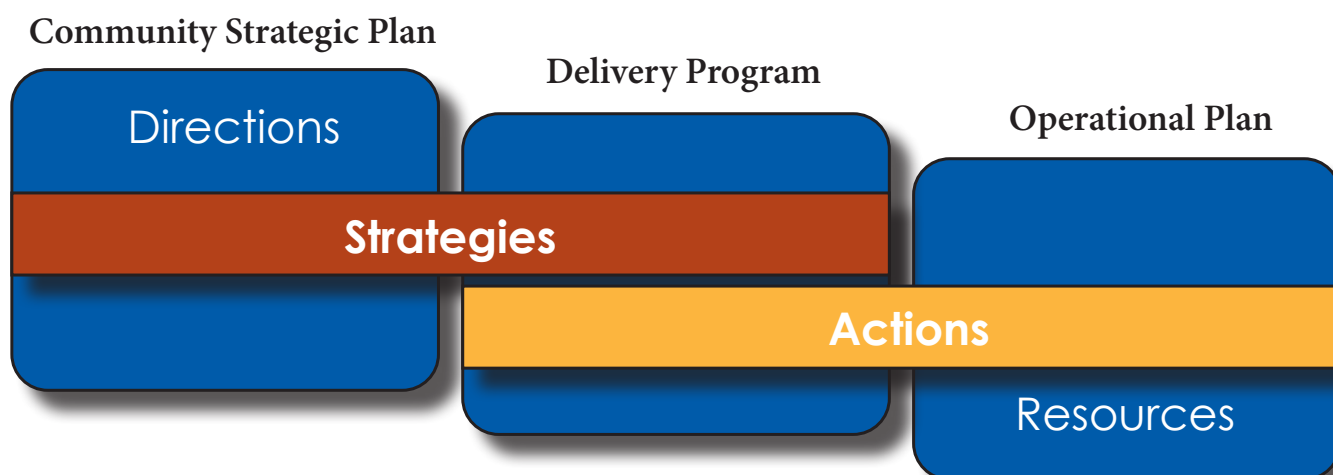 Community Strategic Plan
Delivery Program
Operational Plan
Directions
Strategies
Actions
Resources